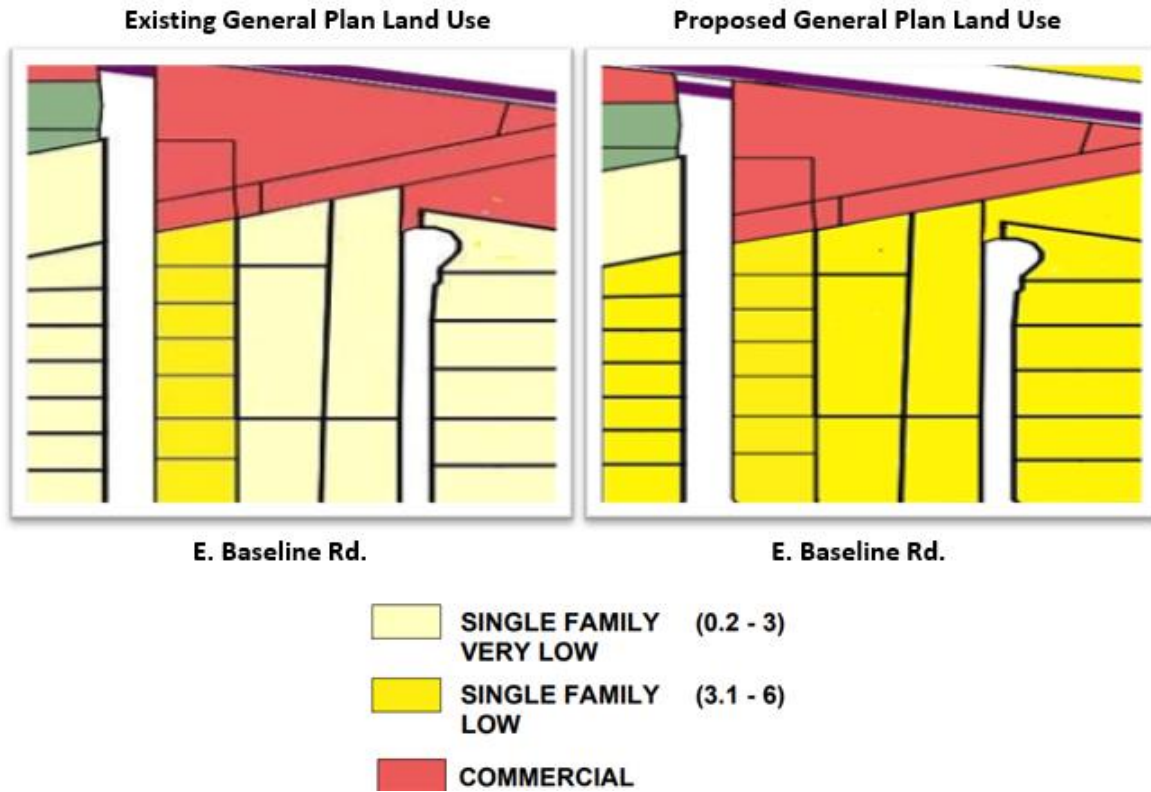 Existing General Plan Land Use
Proposed General Plan Land Use
E. Baseline Rd.
E. Baseline Rd.
SINGLE FAMILY (0.2 - 3)
VERY LOW
SINGLE FAMILY (3.1 - 6)
LOW
COMMERCIAL